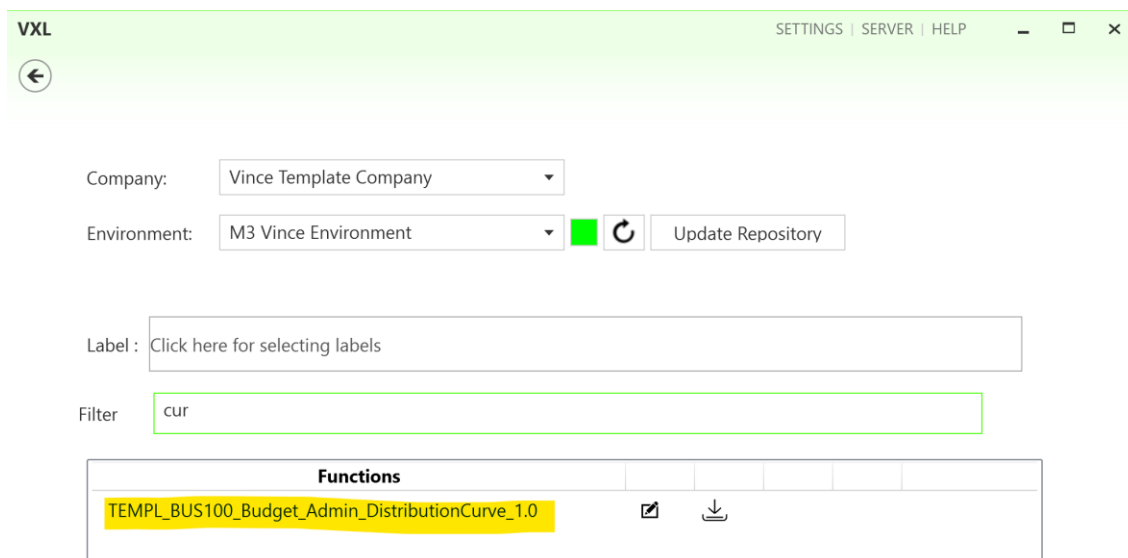 VXL SETTINGS | SERVER | HELP
Company: Vince Template Company
Environment: M3 Vince Environment Update Repository
Label : Click here for selecting labels
Filter cur
Functions
TEMPL_BUS100_Budget_Admin_DistributionCurve_1.0